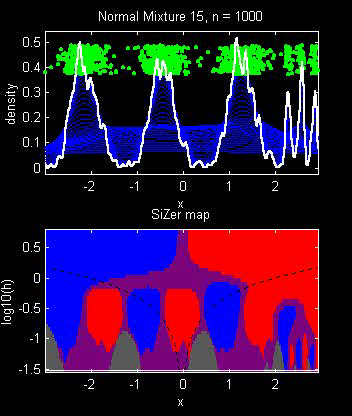 Normal Mixture 15, n = 1000
density
0.5
0.4
0.3
0.2
0.1
0
-2 -1 0 1 2
x
SiZer map
log10(h)
0.5
0
-0.5
-1
-1.5
-2 -1 0 1 2
x